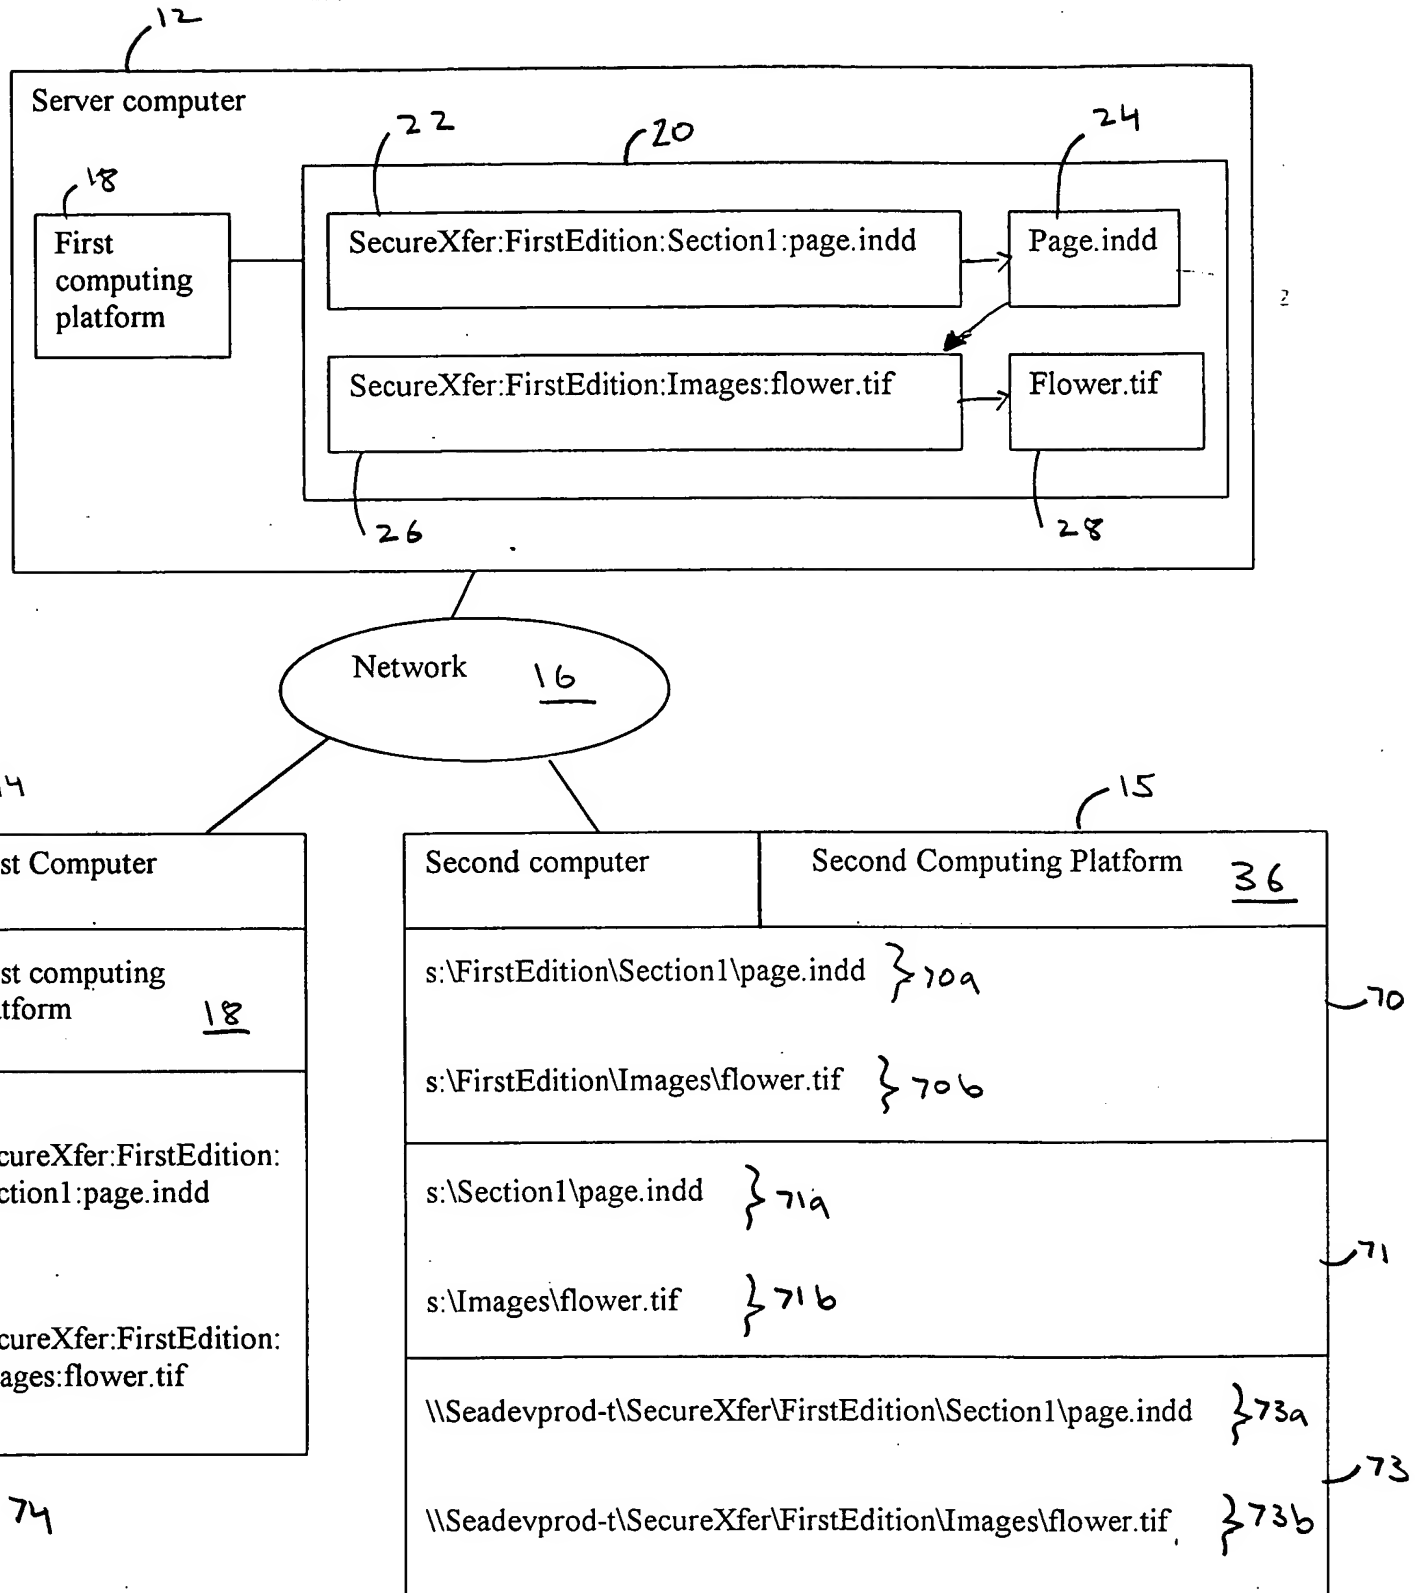 12
Server computer
22
20
24
18
First
computing
platform
SecureXfer:FirstEdition:Section1:page.indd
Page.indd
2
SecureXfer:FirstEdition:Images:flower.tif
Flower.tif
26
28
Network
16
14
15
st Computer
Second computer
Second Computing Platform
36
st computing
tform
18
s:\FirstEdition\Section1\page.indd
70a
70
s:\FirstEdition\Images\flower.tif
70b
cureXfer:FirstEdition:
ction1:page.indd
s:\Section1\page.indd
71a
71
s:\Images\flower.tif
71b
cureXfer:FirstEdition:
ages:flower.tif
\\Seadevprod-t\SecureXfer\FirstEdition\Section1\page.indd
73a
73
74
\\Seadevprod-t\SecureXfer\FirstEdition\Images\flower.tif
73b